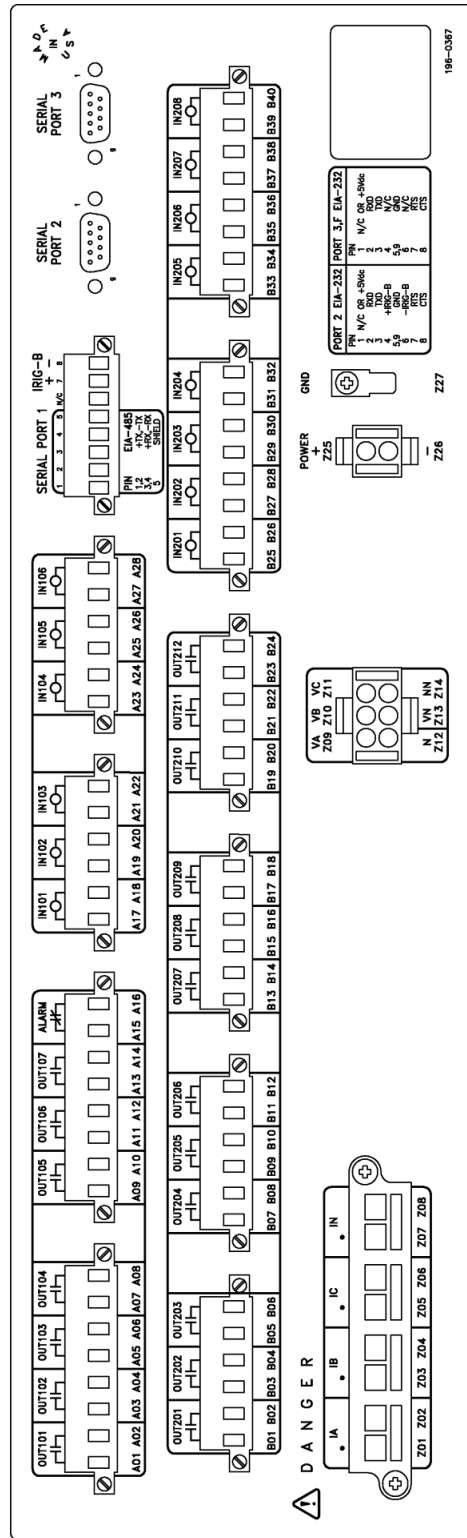 OUT101 OUT102 OUT103 OUT104
A01 A02 A03 A04 A05 A06 A07 A08
OUT105 OUT106 OUT107 ALARM
A09 A10 A11 A12 A13 A14 A15 A16
IN101 IN102 IN103
A17 A18 A19 A20 A21 A22
IN104 IN105 IN106
A23 A24 A25 A26 A27 A28
SERIAL PORT 1 IRIG-B
+ -
1 2 3 4 5 N/C 7 8
PIN EIA-485
1,2 +TX,-TX
3,4 +RX,-RX
5 SHIELD
SERIAL
PORT 2
1
9
SERIAL
PORT 3
1
9
MADE
IN
USA
OUT201 OUT202 OUT203
B01 B02 B03 B04 B05 B06
OUT204 OUT205 OUT206
B07 B08 B09 B10 B11 B12
OUT207 OUT208 OUT209
B13 B14 B15 B16 B17 B18
OUT210 OUT211 OUT212
B19 B20 B21 B22 B23 B24
IN201 IN202 IN203 IN204
B25 B26 B27 B28 B29 B30 B31 B32
IN205 IN206 IN207 IN208
B33 B34 B35 B36 B37 B38 B39 B40
DANGER
IA IB IC IN
Z01 Z02 Z03 Z04 Z05 Z06 Z07 Z08
VA VB VC
Z09 Z10 Z11
N VN NN
Z12 Z13 Z14
POWER
+
Z25
-
Z26
GND
Z27
PORT 2 EIA-232
PIN
1 N/C OR +5Vdc
2 RXD
3 TXD
4 +IRIG-B
5,9 GND
6 -IRIG-B
7 RTS
8 CTS
PORT 3,F EIA-232
PIN
1 N/C OR +5Vdc
2 RXD
3 TXD
4 N/C
5,9 GND
6 N/C
7 RTS
8 CTS
196-0367